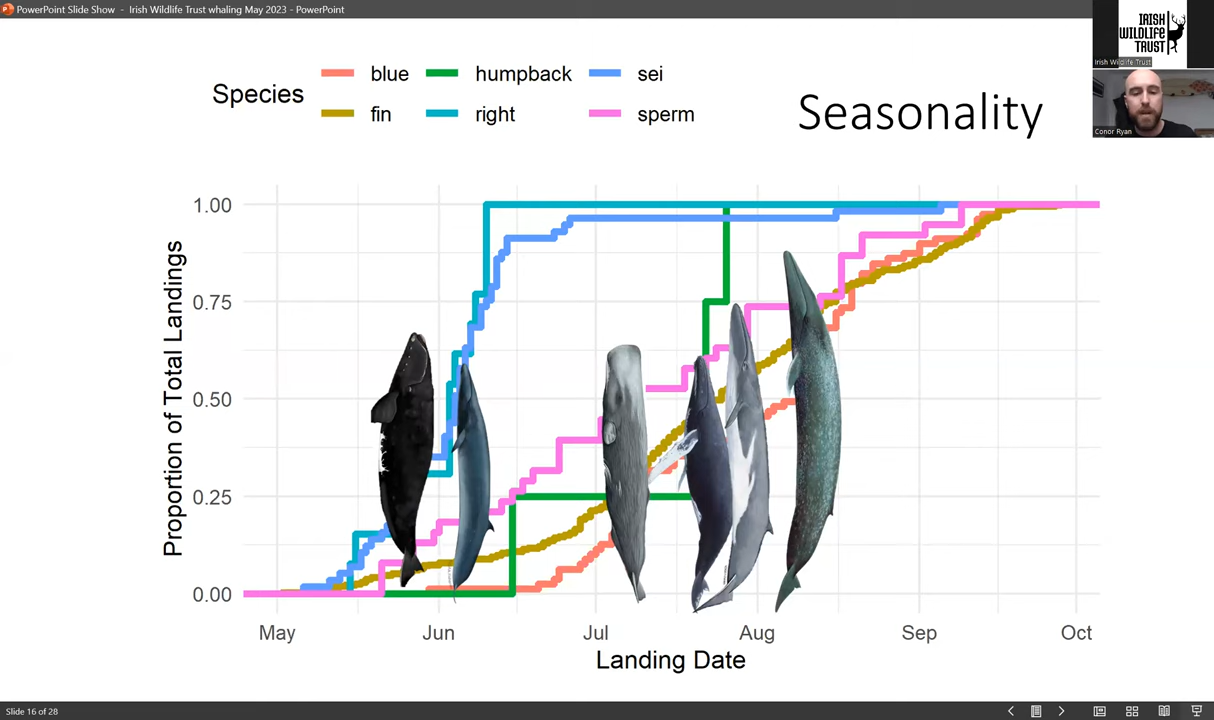 PowerPoint Slide Show - Irish Wildlife Trust whaling May 2023 - PowerPoint
IRISH
WILDLIFE
TRUST
Irish Wildlife Trust
Conor Ryan
Species
blue
humpback
sei
fin
right
sperm
Seasonality
Proportion of Total Landings
1.00
0.75
0.50
0.25
0.00
May
Jun
Jul
Aug
Sep
Oct
Landing Date
Slide 16 of 28